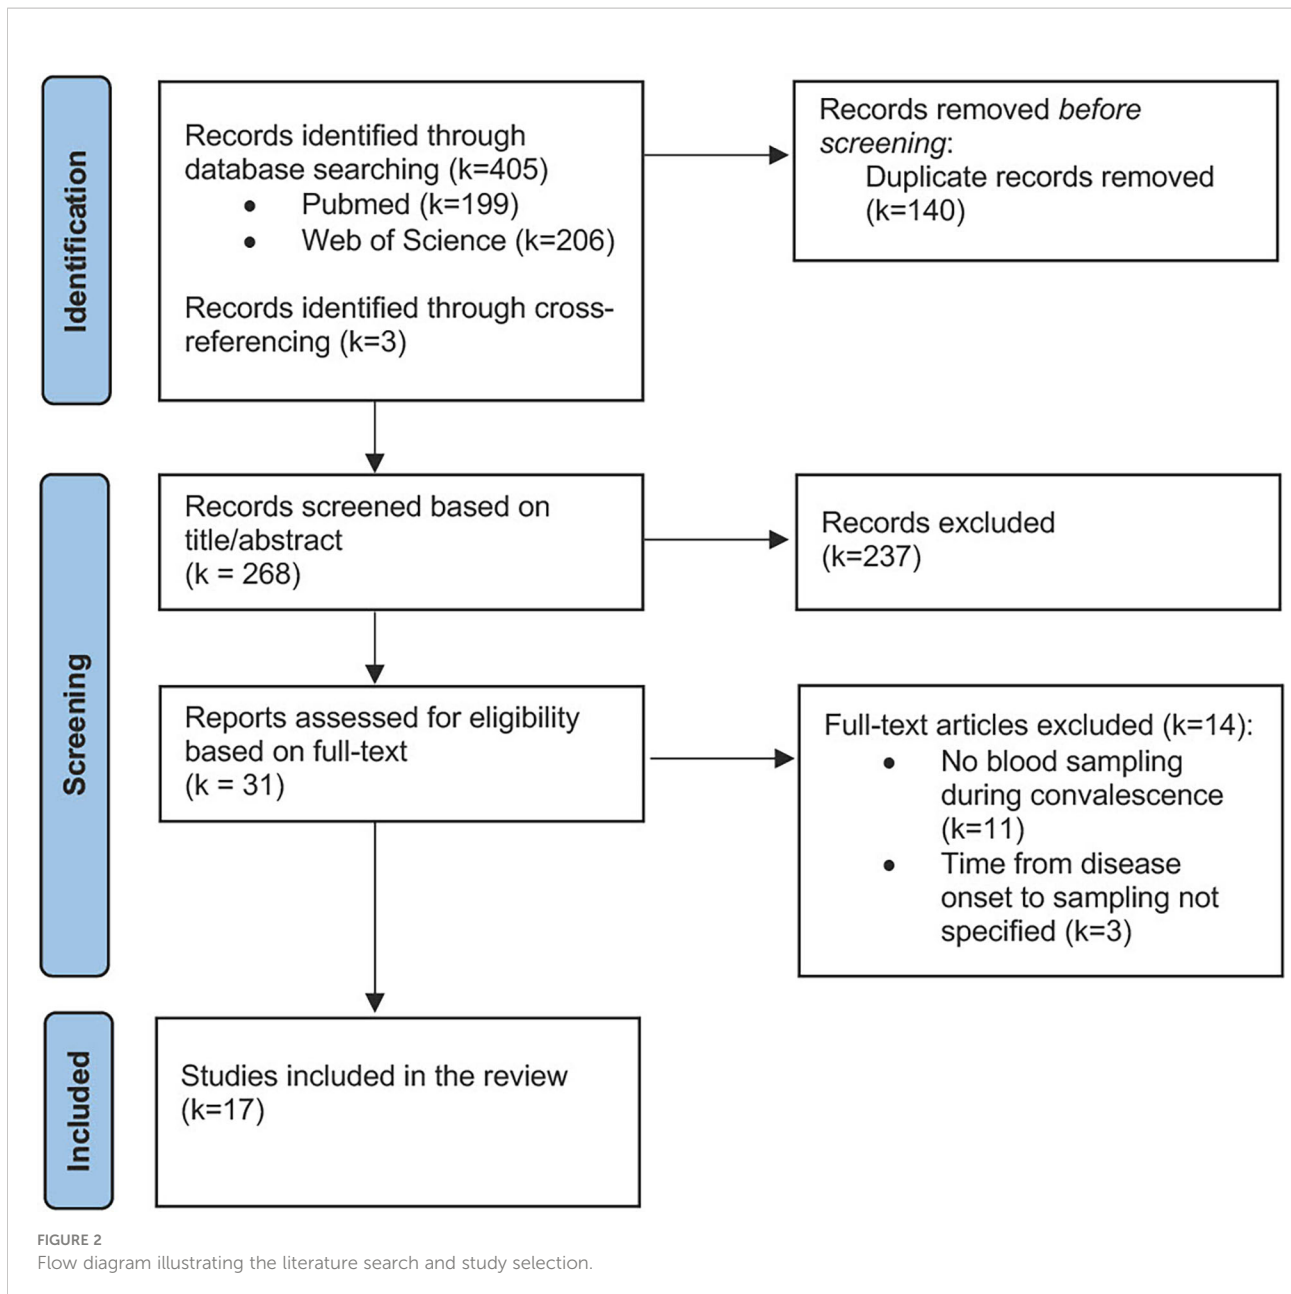 Identification
Records identified through
database searching (k=405)
• Pubmed (k=199)
• Web of Science (k=206)
Records identified through cross-
referencing (k=3)
Records removed before
screening:
Duplicate records removed
(k=140)
Screening
Records screened based on
title/abstract
(k = 268)
Records excluded
(k=237)
Reports assessed for eligibility
based on full-text
(k = 31)
Full-text articles excluded (k=14):
• No blood sampling
during convalescence
(k=11)
• Time from disease
onset to sampling not
specified (k=3)
Included
Studies included in the review
(k=17)
FIGURE 2
Flow diagram illustrating the literature search and study selection.